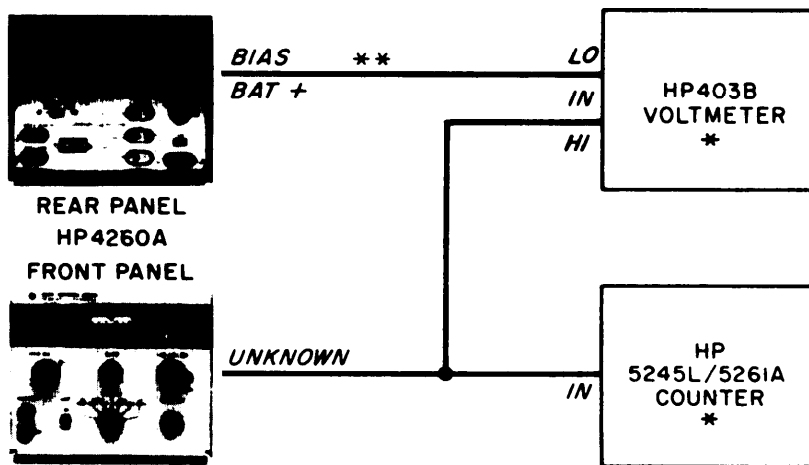 BIAS **
BAT +
LO
IN
HI
HP403B
VOLTMETER
*
REAR PANEL
HP4260A
FRONT PANEL
UNKNOWN
IN
HP
5245L/5261A
COUNTER
*